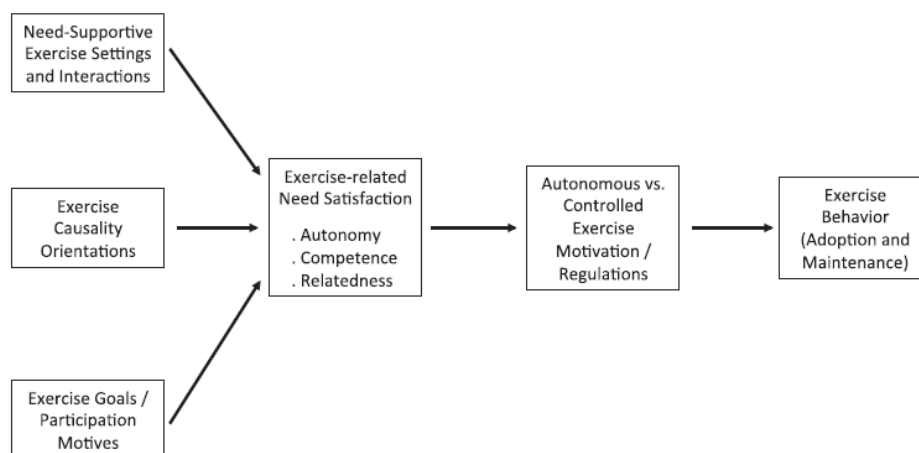 Need-Supportive
Exercise Settings
and Interactions
Exercise
Causality
Orientations
Exercise Goals /
Participation
Motives
Exercise-related
Need Satisfaction
. Autonomy
. Competence
. Relatedness
Autonomous vs.
Controlled
Exercise
Motivation /
Regulations
Exercise
Behavior
(Adoption and
Maintenance)